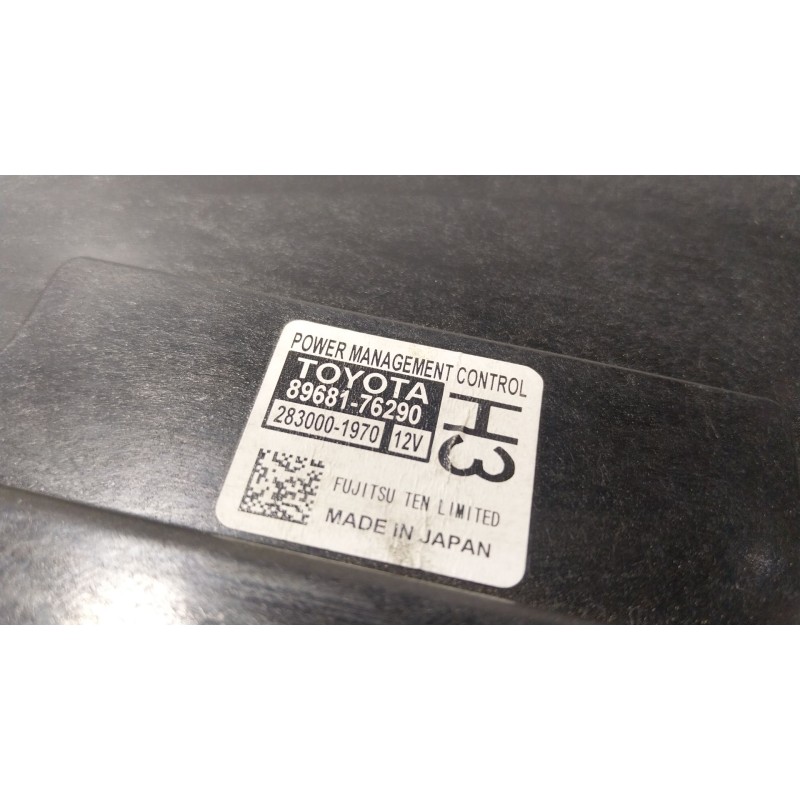 POWER MANAGEMENT CONTROL
TOYOTA
89681-76290
283000-1970 12V
H3
FUJITSU TEN LIMITED
MADE IN JAPAN